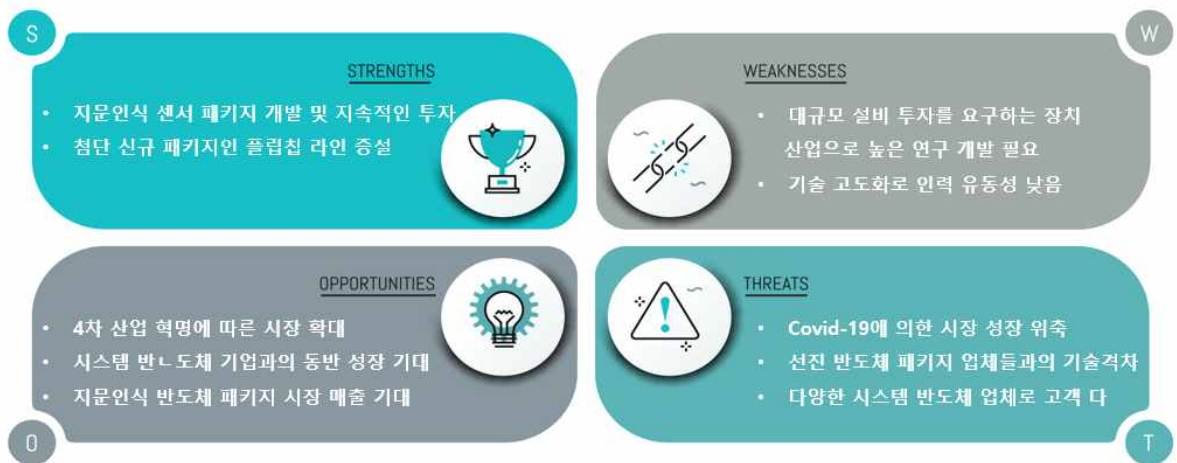 S
STRENGTHS
• 지문인식 센서 패키지 개발 및 지속적인 투자
• 첨단 신규 패키지인 플립칩 라인 증설
W
WEAKNESSES
• 대규모 설비 투자를 요구하는 장치
산업으로 높은 연구 개발 필요
• 기술 고도화로 인력 유동성 낮음
OPPORTUNITIES
• 4차 산업 혁명에 따른 시장 확대
• 시스템 반ㄴ도체 기업과의 동반 성장 기대
• 지문인식 반도체 패키지 시장 매출 기대
O
THREATS
• Covid-19에 의한 시장 성장 위축
• 선진 반도체 패키지 업체들과의 기술격차
• 다양한 시스템 반도체 업체로 고객 다
T